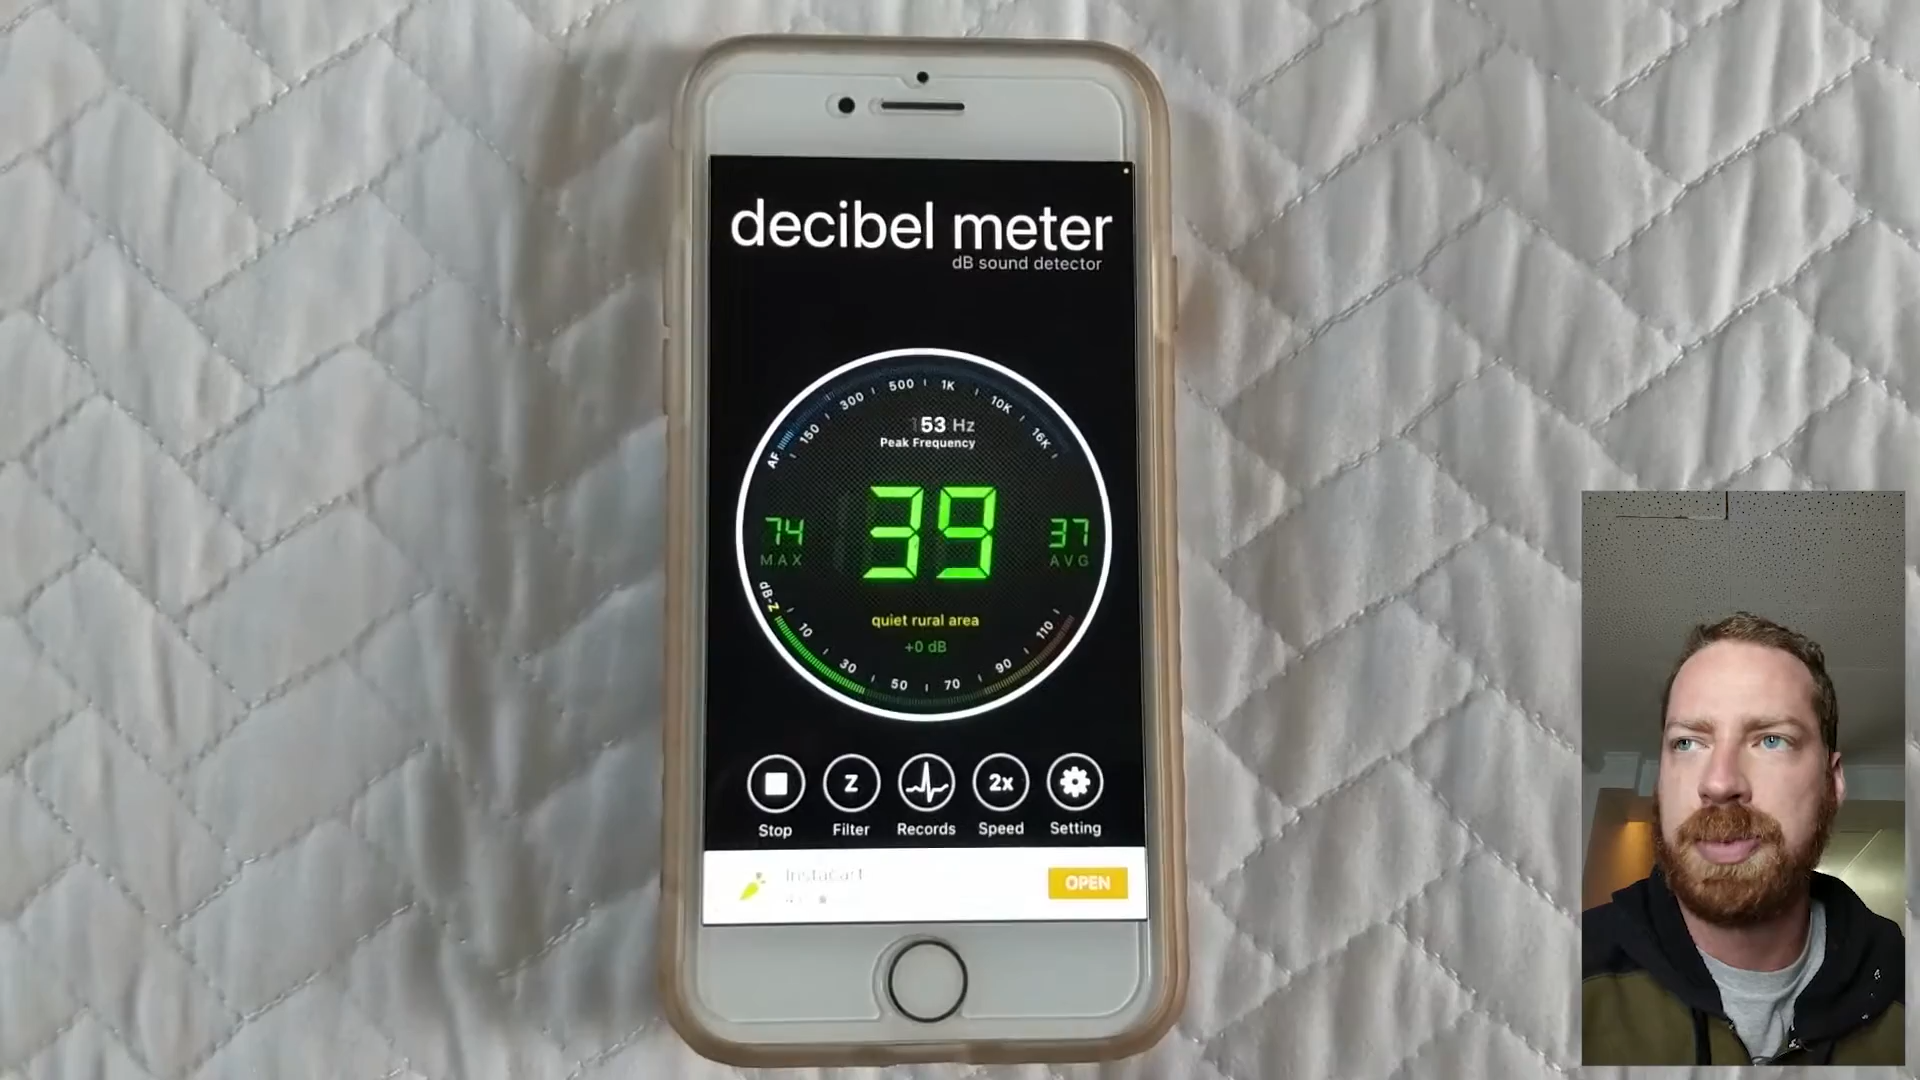 decibel meter
dB sound detector
AF 150 300 500 1K 10K 16K
53 Hz
Peak Frequency
74
MAX
39
37
AVG
quiet rural area
+0 dB
dB-Z 10 30 50 70 90 110
Z
2x
Stop
Filter
Records
Speed
Setting
Instacart
OPEN